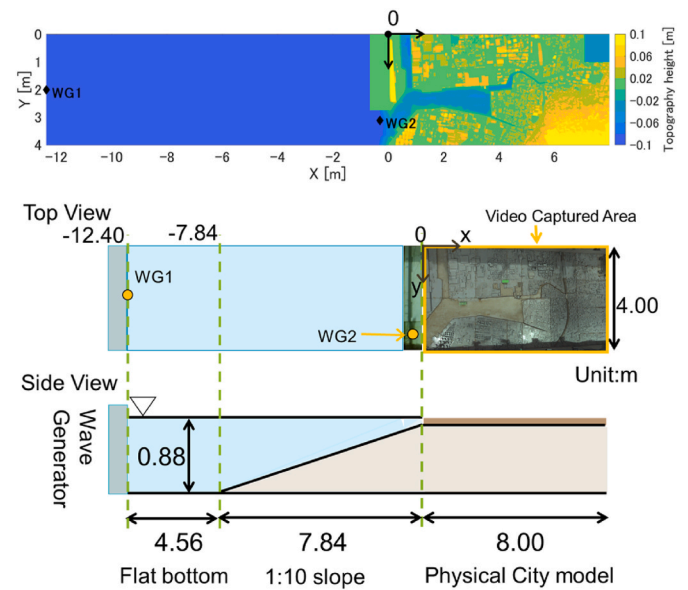 0
0
1
2
3
4
Y [m]
WG1
WG2
-12
-10
-8
-6
-4
-2
0
2
4
6
X [m]
0.1
0.06
0.02
-0.02
-0.06
-0.1
Topography height [m]
Top View
-12.40
-7.84
0
x
y
Video Captured Area
WG1
WG2
4.00
Unit:m
Side View
Wave
Generator
0.88
4.56
7.84
8.00
Flat bottom
1:10 slope
Physical City model